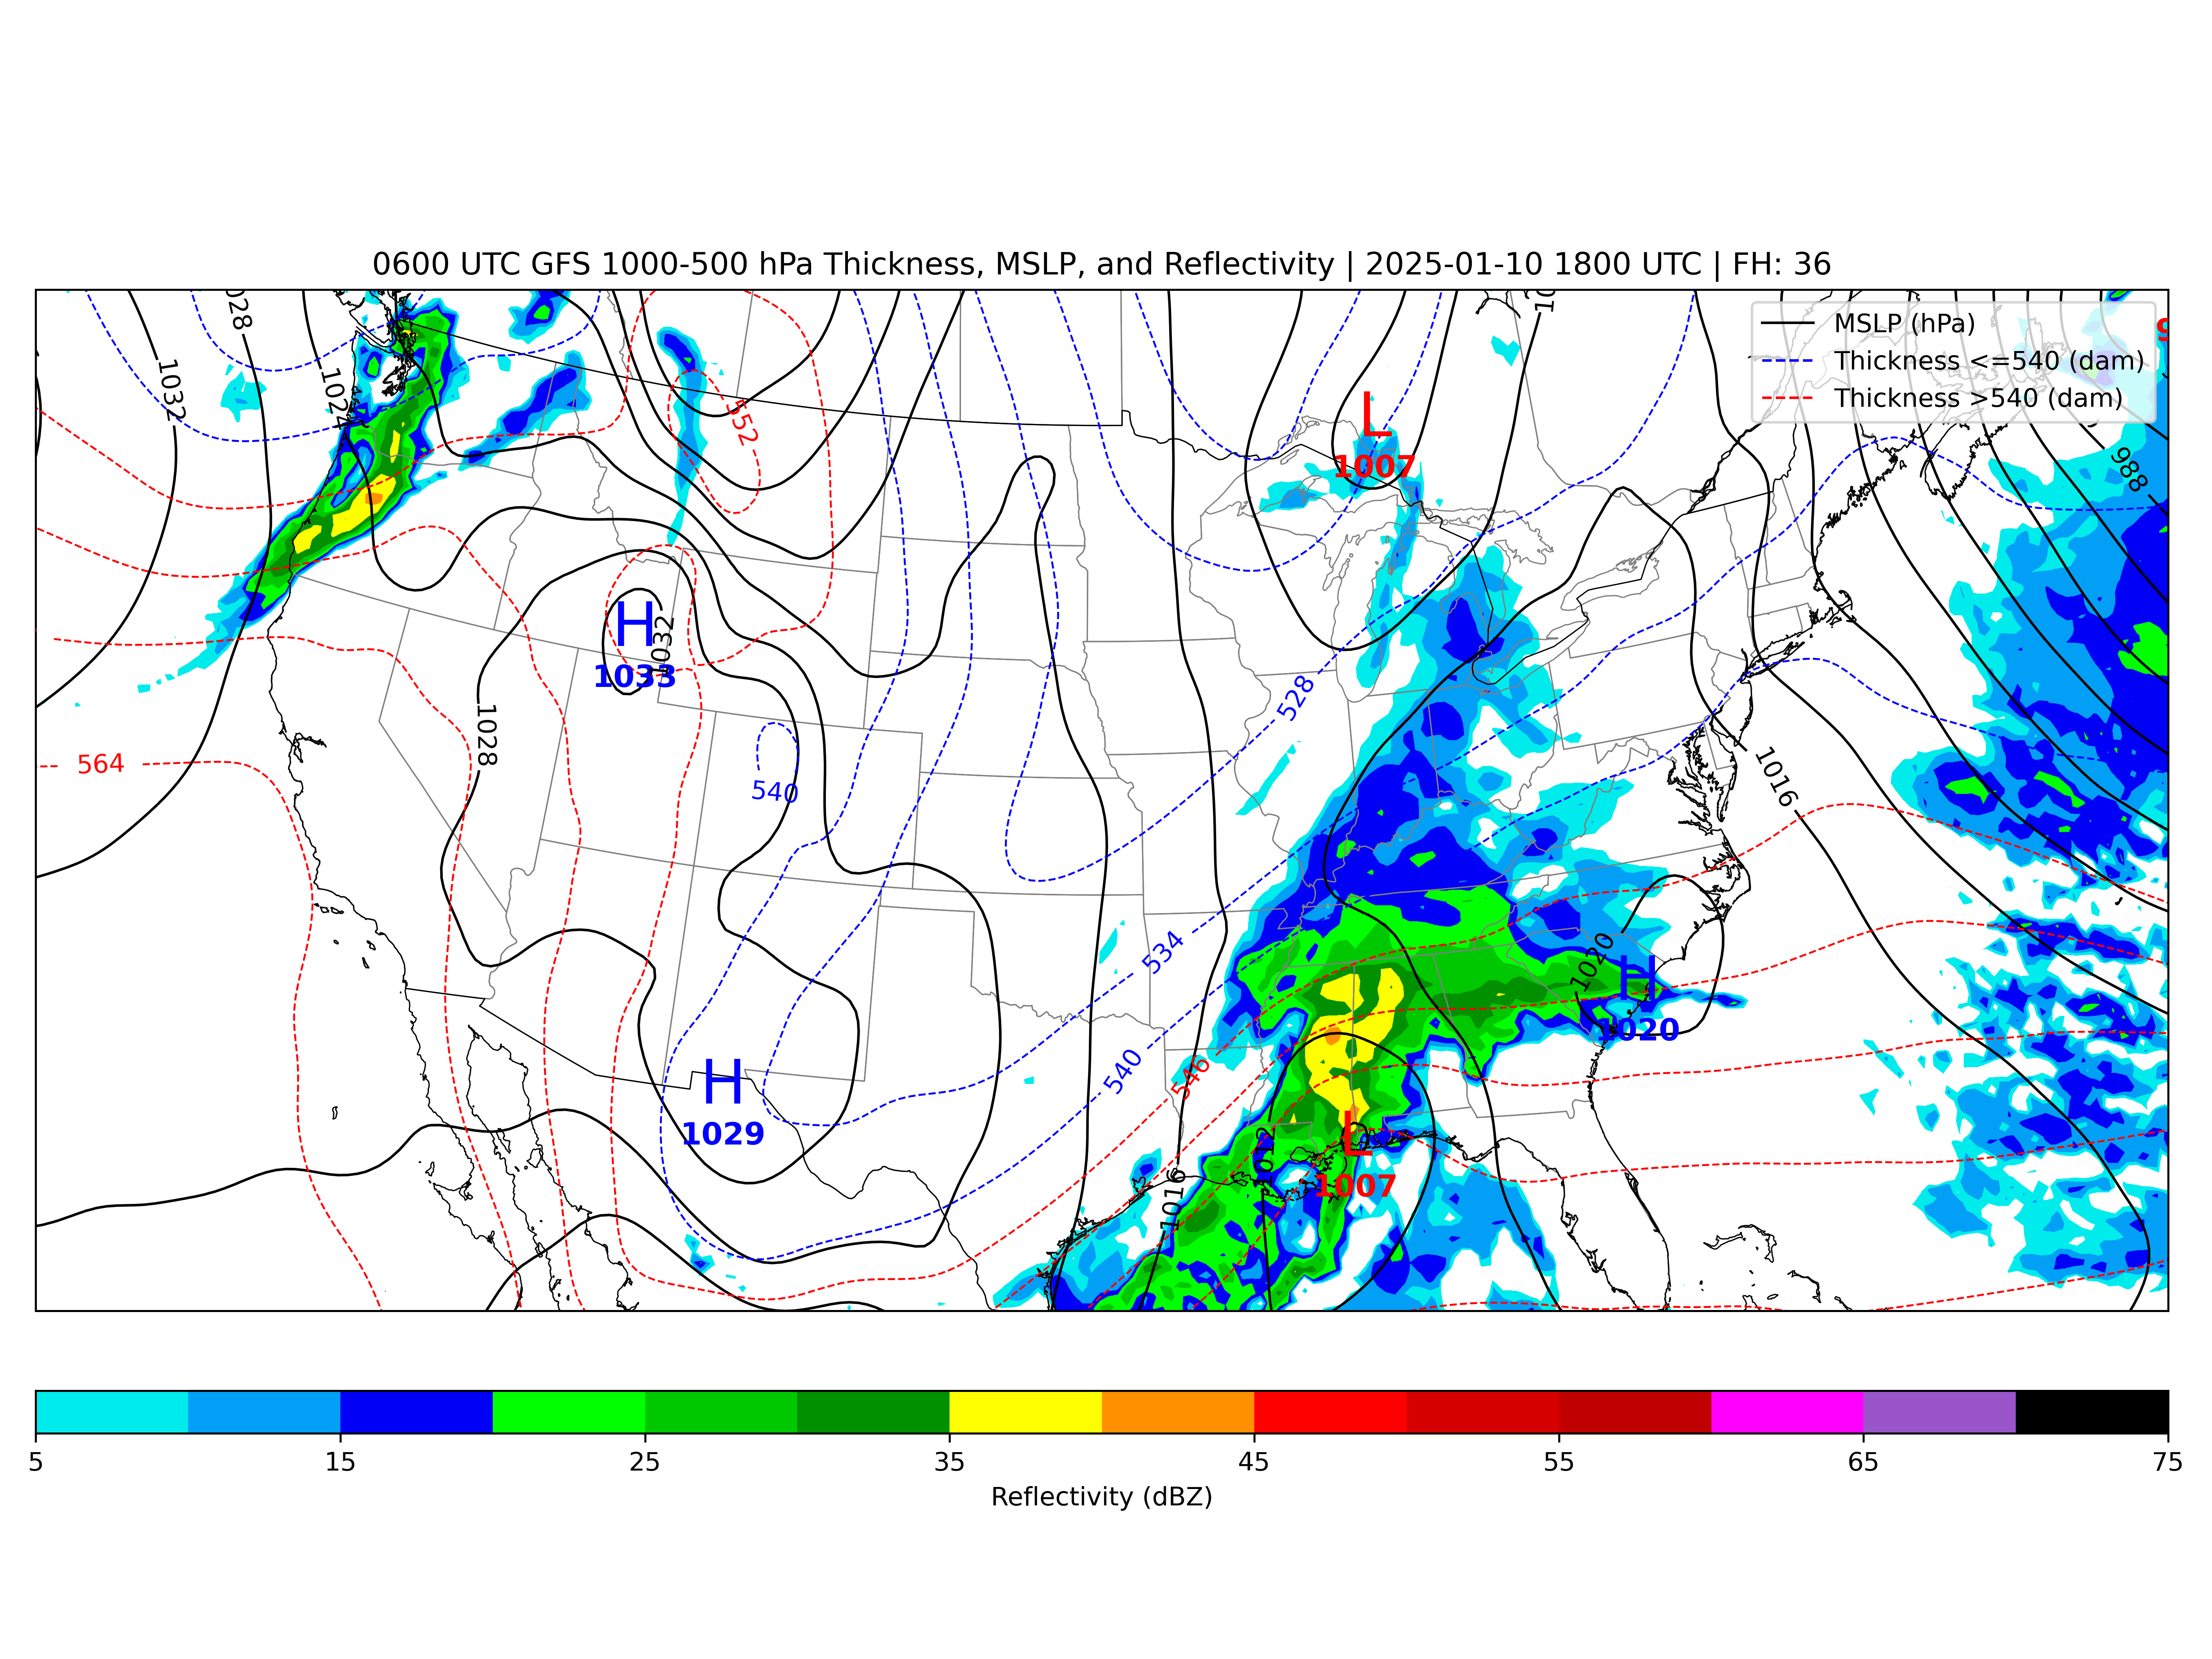 0600 UTC GFS 1000-500 hPa Thickness, MSLP, and Reflectivity | 2025-01-10 1800 UTC | FH: 36
MSLP (hPa)
Thickness <=540 (dam)
Thickness >540 (dam)
1032
1024
552
L
1007
988
H
1033
1032
1028
528
564
540
1016
534
1020
H
1020
540
546
H
1029
L
1007
1012
1016
5 15 25 35 45 55 65 75
Reflectivity (dBZ)